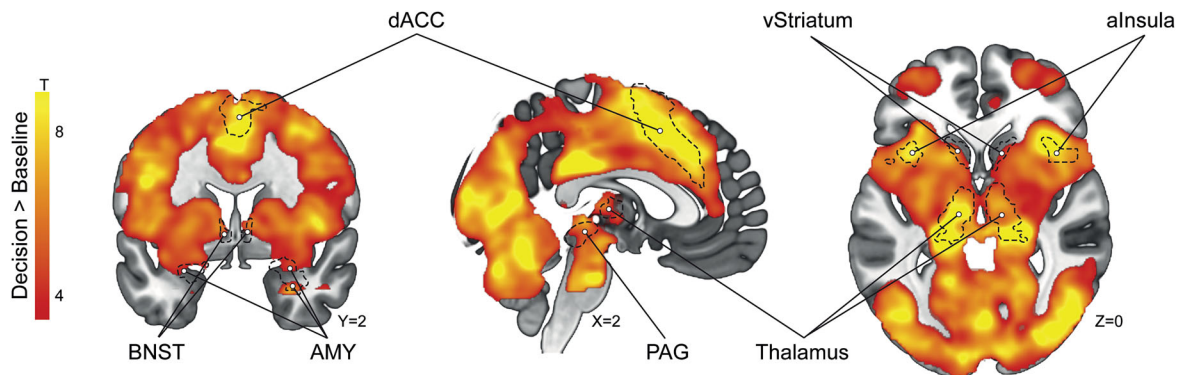 dACC
vStriatum
aInsula
T
8
4
Decision > Baseline
Y=2
X=2
Z=0
BNST
AMY
PAG
Thalamus